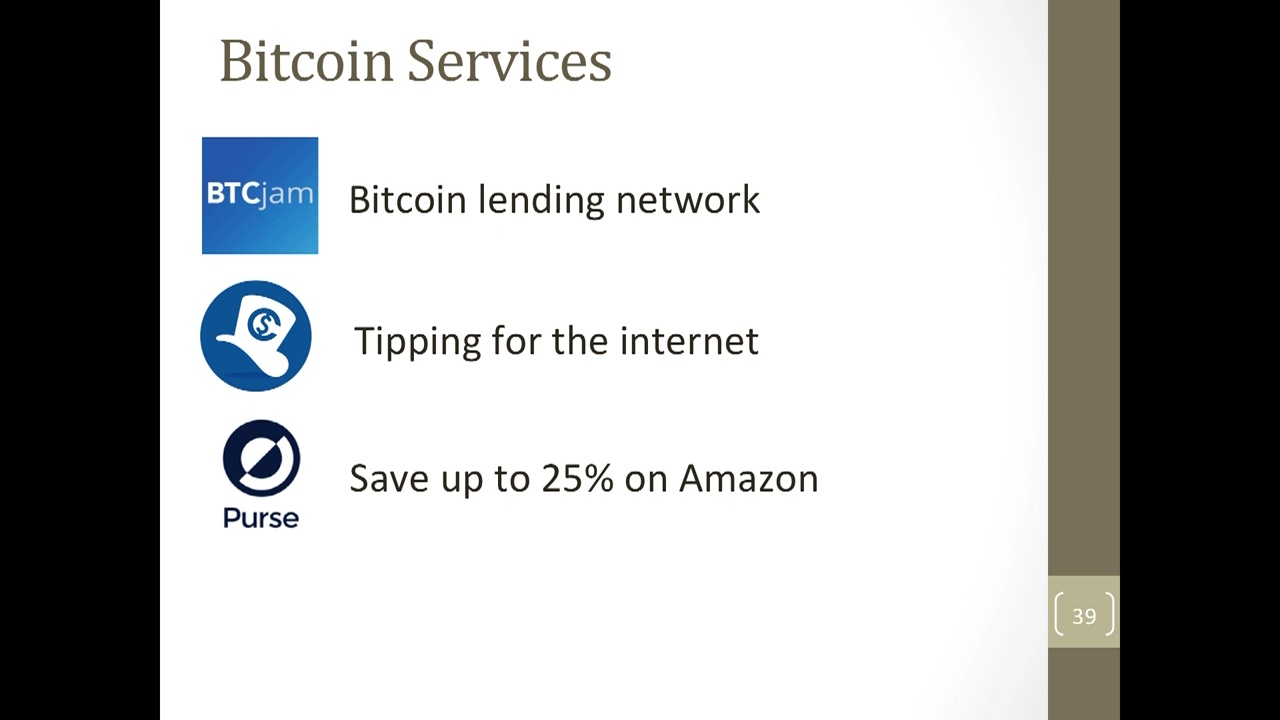 Bitcoin Services
BTCjam
Bitcoin lending network
Tipping for the internet
Save up to 25% on Amazon
Purse
39